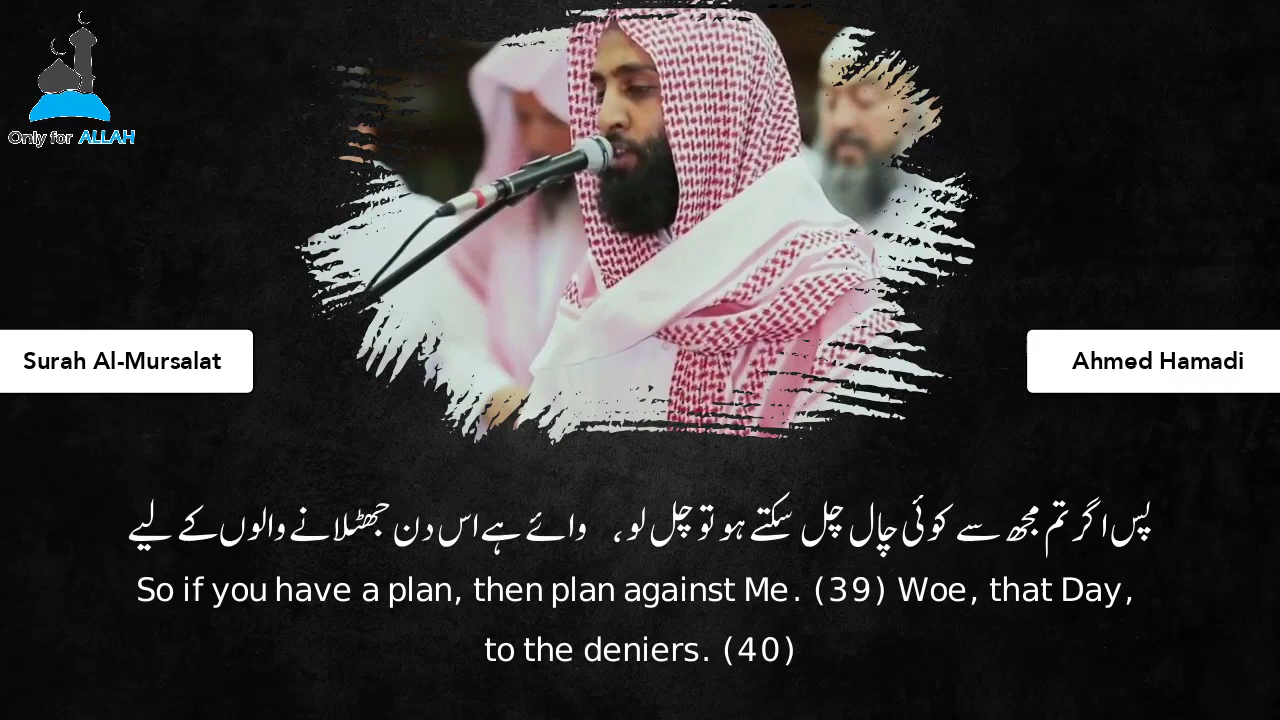 Only for ALLAH
Surah Al-Mursalat
Ahmed Hamadi
پس اگر تم مجھ سے کوئی چال چل سکتے ہو تو چل لو، وائے ہے اس دن جھٹلانے والوں کے لیے
So if you have a plan, then plan against Me. (39) Woe, that Day,
to the deniers. (40)